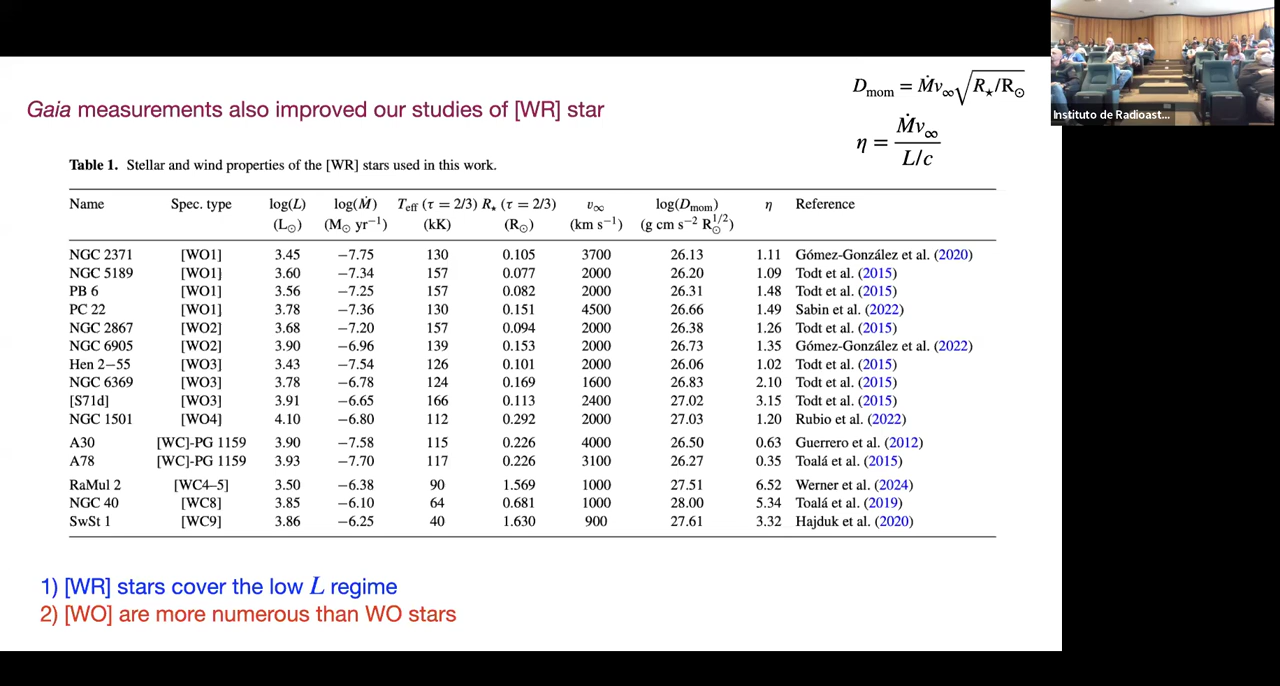 Gaia measurements also improved our studies of [WR] star
D_mom = Ṁv∞√(R⋆/R⊙)
η = Ṁv∞ / (L/c)
Instituto de Radioast...
Table 1. Stellar and wind properties of the [WR] stars used in this work.
Name Spec. type log(L) log(Ṁ) T_eff (τ = 2/3) R⋆ (τ = 2/3) v∞ log(D_mom) η Reference
(L⊙) (M⊙ yr⁻¹) (kK) (R⊙) (km s⁻¹) (g cm s⁻² R⊙^1/2)
NGC 2371 [WO1] 3.45 −7.75 130 0.105 3700 26.13 1.11 Gómez-González et al. (2020)
NGC 5189 [WO1] 3.60 −7.34 157 0.077 2000 26.20 1.09 Todt et al. (2015)
PB 6 [WO1] 3.56 −7.25 157 0.082 2000 26.31 1.48 Todt et al. (2015)
PC 22 [WO1] 3.78 −7.36 130 0.151 4500 26.66 1.49 Sabin et al. (2022)
NGC 2867 [WO2] 3.68 −7.20 157 0.094 2000 26.38 1.26 Todt et al. (2015)
NGC 6905 [WO2] 3.90 −6.96 139 0.153 2000 26.73 1.35 Gómez-González et al. (2022)
Hen 2−55 [WO3] 3.43 −7.54 126 0.101 2000 26.06 1.02 Todt et al. (2015)
NGC 6369 [WO3] 3.78 −6.78 124 0.169 1600 26.83 2.10 Todt et al. (2015)
[S71d] [WO3] 3.91 −6.65 166 0.113 2400 27.02 3.15 Todt et al. (2015)
NGC 1501 [WO4] 4.10 −6.80 112 0.292 2000 27.03 1.20 Rubio et al. (2022)
A30 [WC]-PG 1159 3.90 −7.58 115 0.226 4000 26.50 0.63 Guerrero et al. (2012)
A78 [WC]-PG 1159 3.93 −7.70 117 0.226 3100 26.27 0.35 Toalá et al. (2015)
RaMul 2 [WC4–5] 3.50 −6.38 90 1.569 1000 27.51 6.52 Werner et al. (2024)
NGC 40 [WC8] 3.85 −6.10 64 0.681 1000 28.00 5.34 Toalá et al. (2019)
SwSt 1 [WC9] 3.86 −6.25 40 1.630 900 27.61 3.32 Hajduk et al. (2020)
1) [WR] stars cover the low L regime
2) [WO] are more numerous than WO stars